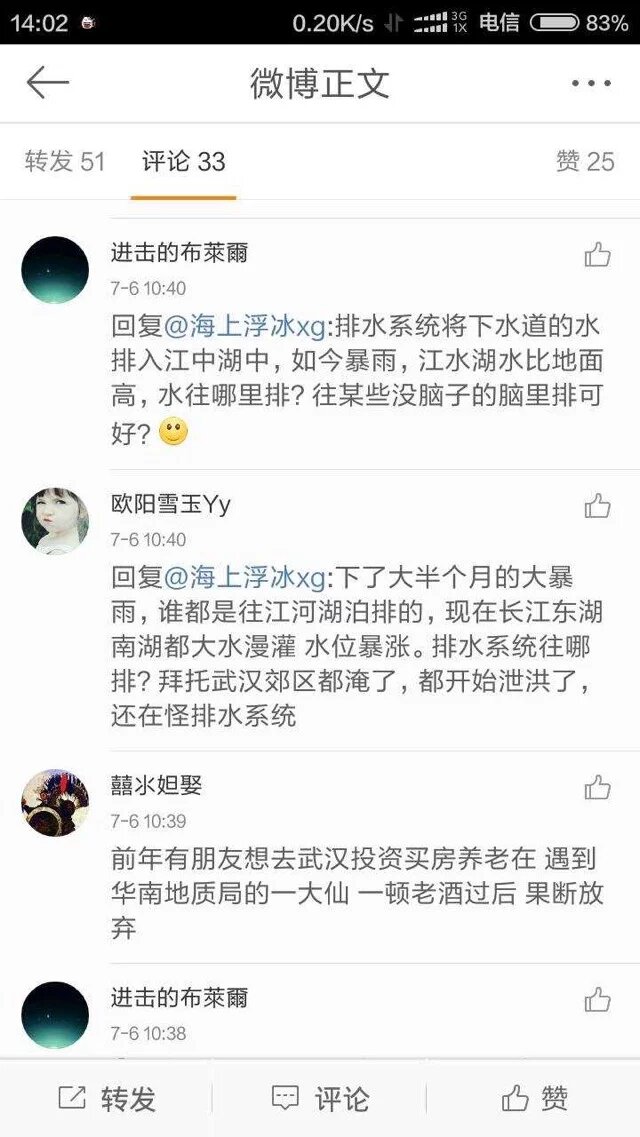 14:02 0.20K/s 3G 1X 电信 83%
微博正文
转发 51 评论 33 赞 25
进击的布萊爾
7-6 10:40
回复@海上浮冰xg:排水系统将下水道的水
排入江中湖中，如今暴雨，江水湖水比地面
高，水往哪里排？往某些没脑子的脑里排可
好？
欧阳雪玉Yy
7-6 10:40
回复@海上浮冰xg:下了大半个月的大暴
雨，谁都是往江河湖泊排的，现在长江东湖
南湖都大水漫灌 水位暴涨。排水系统往哪
排？拜托武汉郊区都淹了，都开始泄洪了，
还在怪排水系统
囍氺妲娶
7-6 10:39
前年有朋友想去武汉投资买房养老在 遇到
华南地质局的一大仙 一顿老酒过后 果断放
弃
进击的布萊爾
7-6 10:38
转发 评论 赞